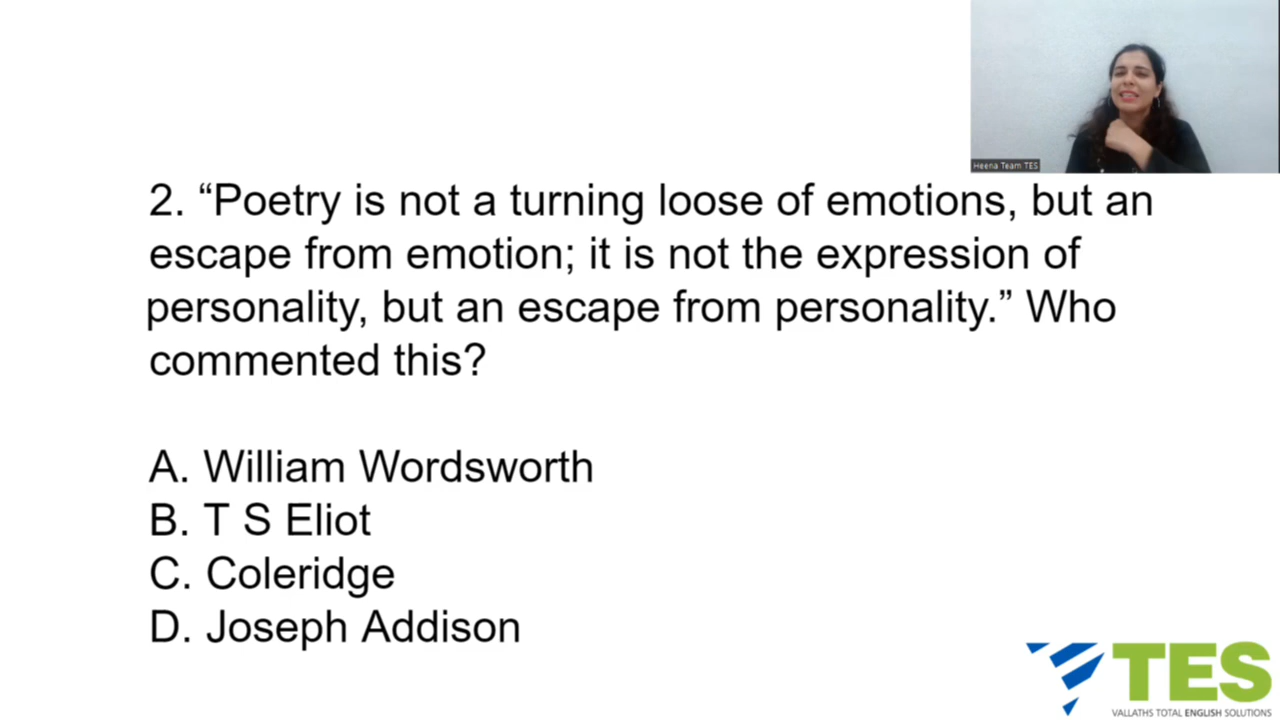 Heena Team TES
2. “Poetry is not a turning loose of emotions, but an
escape from emotion; it is not the expression of
personality, but an escape from personality.” Who
commented this?
A. William Wordsworth
B. T S Eliot
C. Coleridge
D. Joseph Addison
TES
VALLATHS TOTAL ENGLISH SOLUTIONS